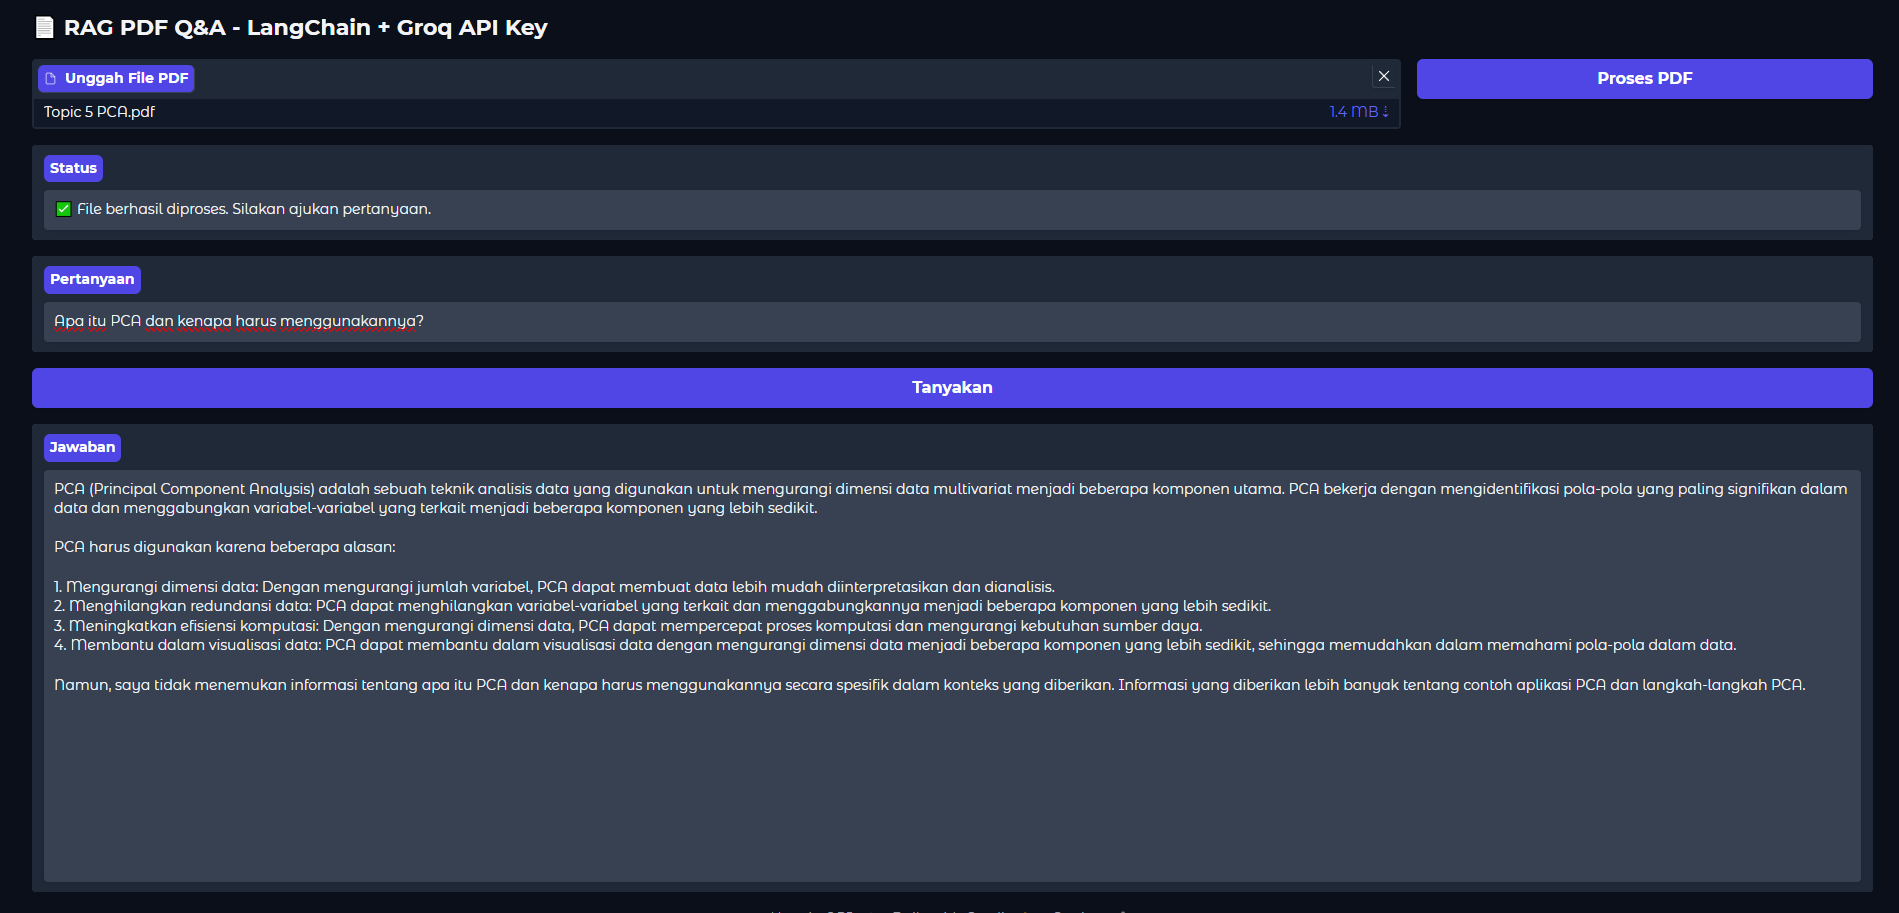 RAG PDF Q&A - LangChain + Groq API Key
Unggah File PDF
Proses PDF
Topic 5 PCA.pdf
1.4 MB ↓
Status
✅ File berhasil diproses. Silakan ajukan pertanyaan.
Pertanyaan
Apa itu PCA dan kenapa harus menggunakannya?
Tanyakan
Jawaban
PCA (Principal Component Analysis) adalah sebuah teknik analisis data yang digunakan untuk mengurangi dimensi data multivariat menjadi beberapa komponen utama. PCA bekerja dengan mengidentifikasi pola-pola yang paling signifikan dalam
data dan menggabungkan variabel-variabel yang terkait menjadi beberapa komponen yang lebih sedikit.
PCA harus digunakan karena beberapa alasan:
1. Mengurangi dimensi data: Dengan mengurangi jumlah variabel, PCA dapat membuat data lebih mudah diinterpretasikan dan dianalisis.
2. Menghilangkan redundansi data: PCA dapat menghilangkan variabel-variabel yang terkait dan menggabungkannya menjadi beberapa komponen yang lebih sedikit.
3. Meningkatkan efisiensi komputasi: Dengan mengurangi dimensi data, PCA dapat mempercepat proses komputasi dan mengurangi kebutuhan sumber daya.
4. Membantu dalam visualisasi data: PCA dapat membantu dalam visualisasi data dengan mengurangi dimensi data menjadi beberapa komponen yang lebih sedikit, sehingga memudahkan dalam memahami pola-pola dalam data.
Namun, saya tidak menemukan informasi tentang apa itu PCA dan kenapa harus menggunakannya secara spesifik dalam konteks yang diberikan. Informasi yang diberikan lebih banyak tentang contoh aplikasi PCA dan langkah-langkah PCA.